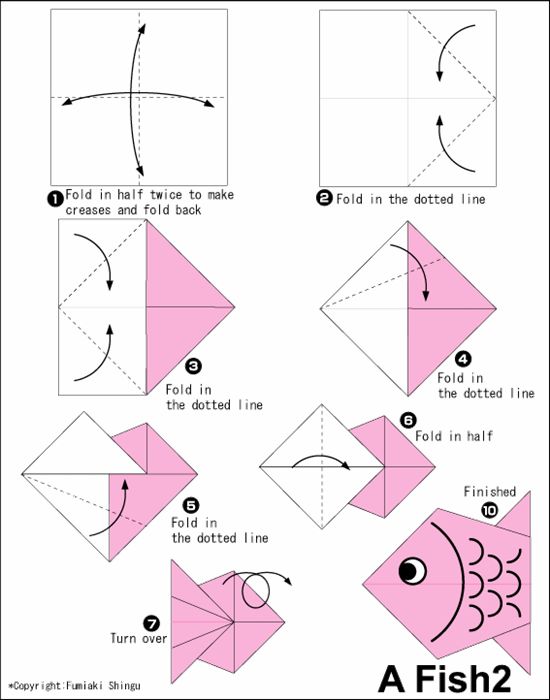 1 Fold in half twice to make
creases and fold back
2 Fold in the dotted line
3
Fold in
the dotted line
4
Fold in
the dotted line
5
Fold in
the dotted line
6
Fold in half
7
Turn over
Finished
10
*Copyright:Fumiaki Shingu
A Fish2